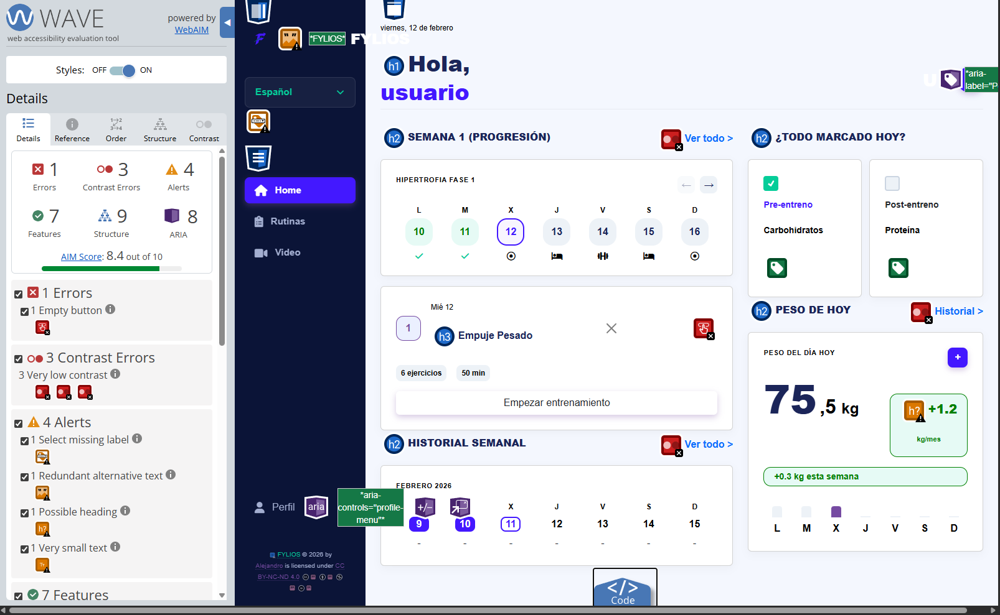 WAVE
web accessibility evaluation tool
powered by
WebAIM
Styles: OFF ON
Details
Details
Reference
Order
Structure
Contrast
1
Errors
3
Contrast Errors
4
Alerts
7
Features
9
Structure
8
ARIA
AIM Score: 8.4 out of 10
1 Errors
1 Empty button
3 Contrast Errors
3 Very low contrast
4 Alerts
1 Select missing label
1 Redundant alternative text
1 Possible heading
1 Very small text
7 Features
*FYLIOS*
FYLIOS
Español
Home
Rutinas
Video
Perfil
aria
*aria-
controls="profile-
menu"*
FYLIOS © 2026 by
Alejandro is licensed under CC
BY-NC-ND 4.0
viernes, 12 de febrero
h1 Hola,
usuario
U
*aria-
label="P
h2 SEMANA 1 (PROGRESIÓN)
Ver todo >
HIPERTROFIA FASE 1
← →
L M X J V S D
10 11 12 13 14 15 16
Mié 12
1
h3 Empuje Pesado
6 ejercicios
50 min
Empezar entrenamiento
h2 HISTORIAL SEMANAL
Ver todo >
FEBRERO 2026
+/-
X J V S D
9 10 11 12 13 14 15
- - - - - - -
</>
Code
h2 ¿TODO MARCADO HOY?
Pre-entreno
Carbohidratos
Post-entreno
Proteína
h2 PESO DE HOY
Historial >
PESO DEL DÍA HOY
+
75,5 kg
h? +1.2
kg/mes
+0.3 kg esta semana
L M X J V S D